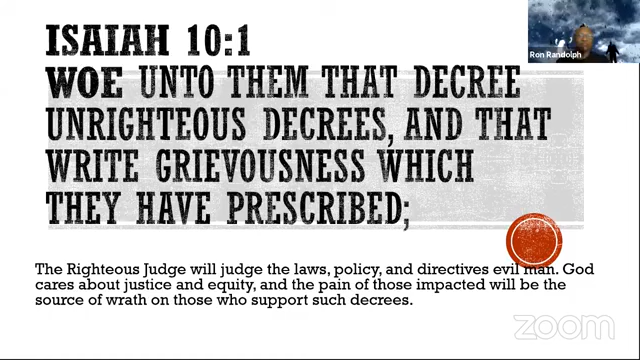 ISAIAH 10:1
WOE UNTO THEM THAT DECREE
UNRIGHTEOUS DECREES, AND THAT
WRITE GRIEVOUSNESS WHICH
THEY HAVE PRESCRIBED;
The Righteous Judge will judge the laws, policy, and directives evil man. God
cares about justice and equity, and the pain of those impacted will be the
source of wrath on those who support such decrees.
Ron Randolph
zoom